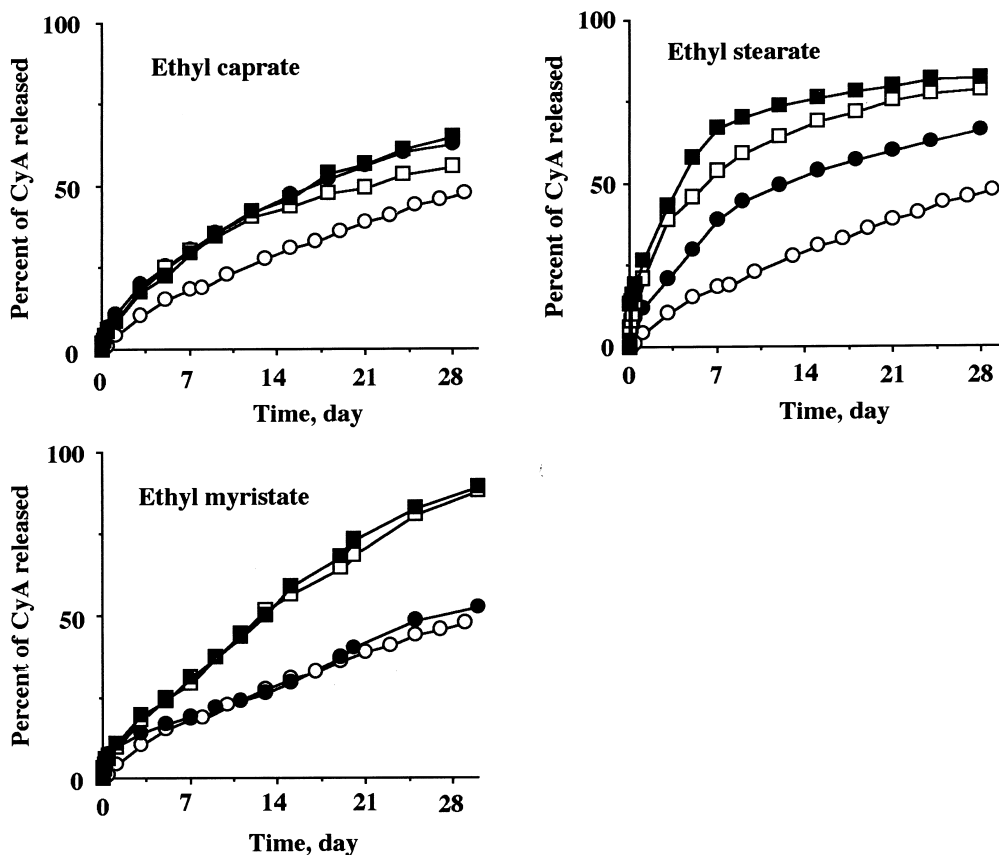 100
Ethyl caprate
Percent of CyA released
50
0
0 7 14 21 28
Time, day
100
Ethyl stearate
Percent of CyA released
50
0
0 7 14 21 28
Time, day
100
Ethyl myristate
Percent of CyA released
50
0
0 7 14 21 28
Time, day